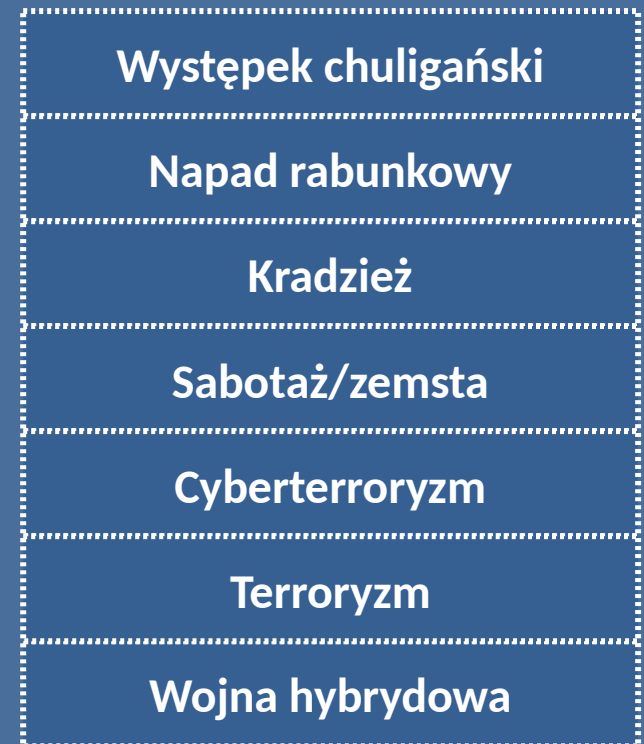 Występek chuligański
Napad rabunkowy
Kradzież
Sabotaż/zemsta
Cyberterroryzm
Terroryzm
Wojna hybrydowa